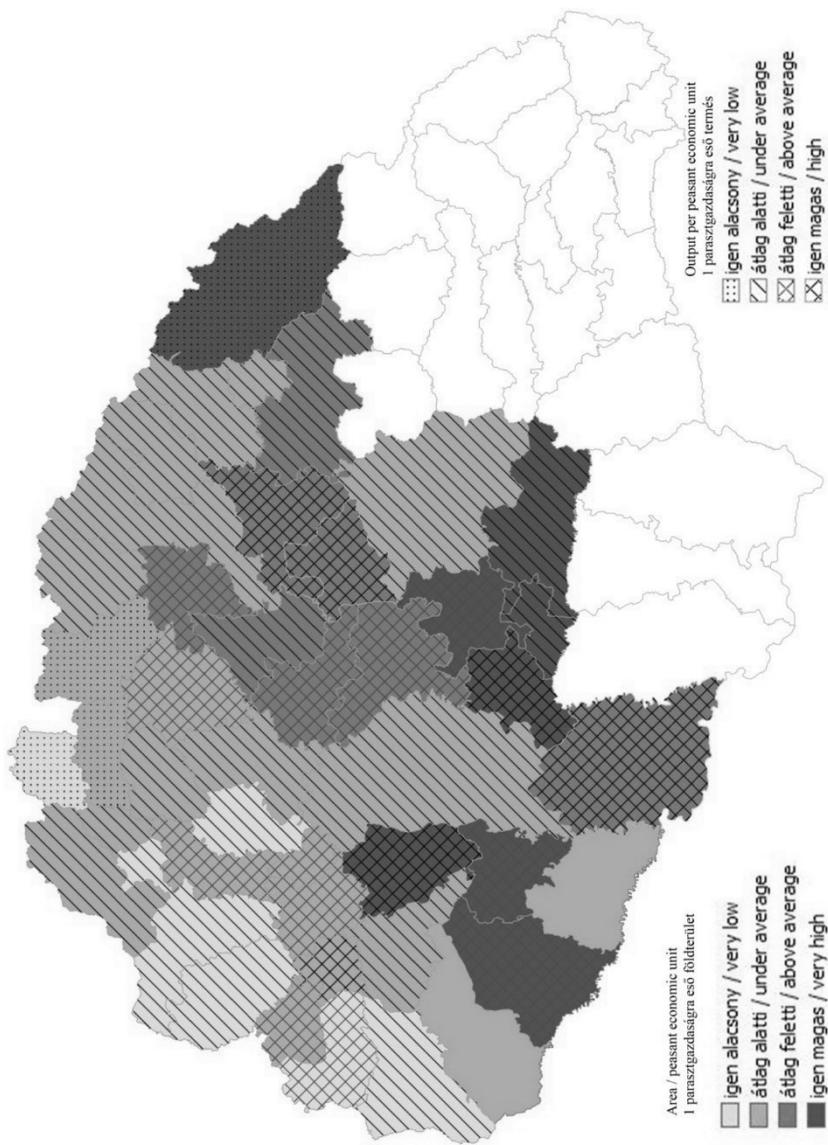 Area / peasant economic unit
1 parasztgazdaságra eső földterület
igen alacsony / very low
átlag alatti / under average
átlag feletti / above average
igen magas / very high
Output per peasant economic unit
1 parasztgazdaságra eső termés
igen alacsony / very low
átlag alatti / under average
átlag feletti / above average
igen magas / high